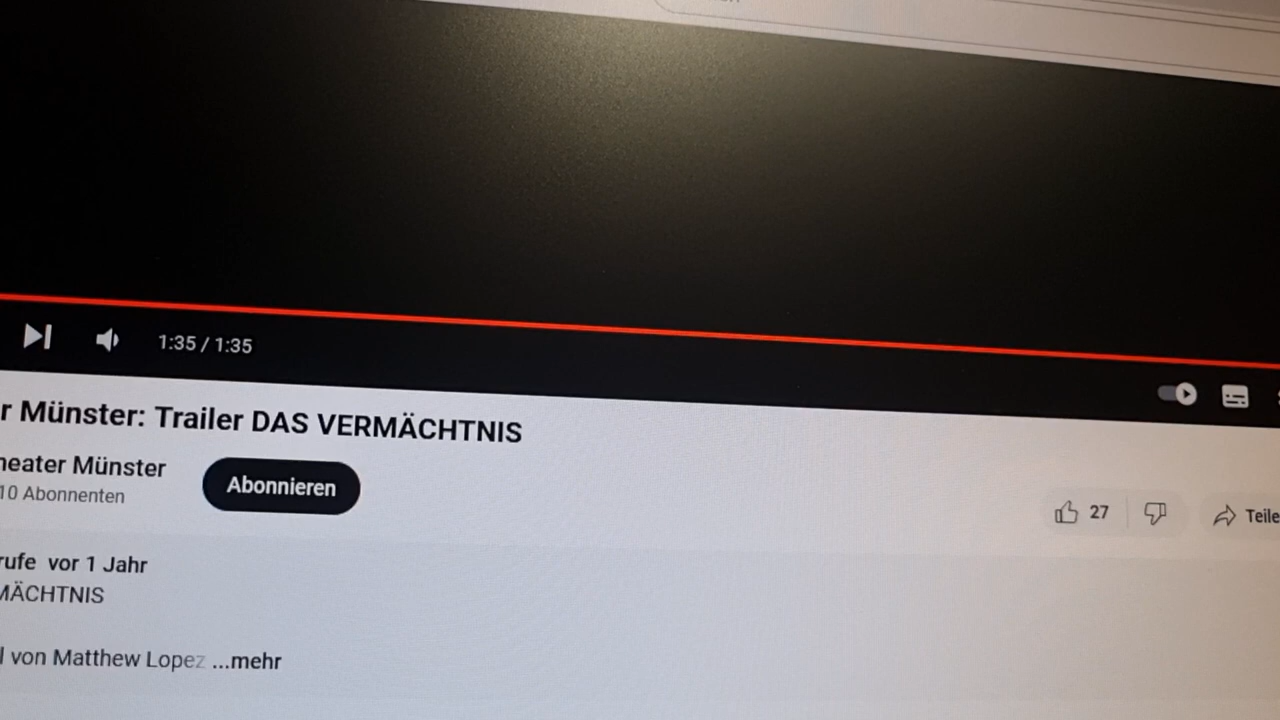 1:35 / 1:35
r Münster: Trailer DAS VERMÄCHTNIS
heater Münster
10 Abonnenten
Abonnieren
27
Teile
rufe vor 1 Jahr
MÄCHTNIS
l von Matthew Lopez ...mehr